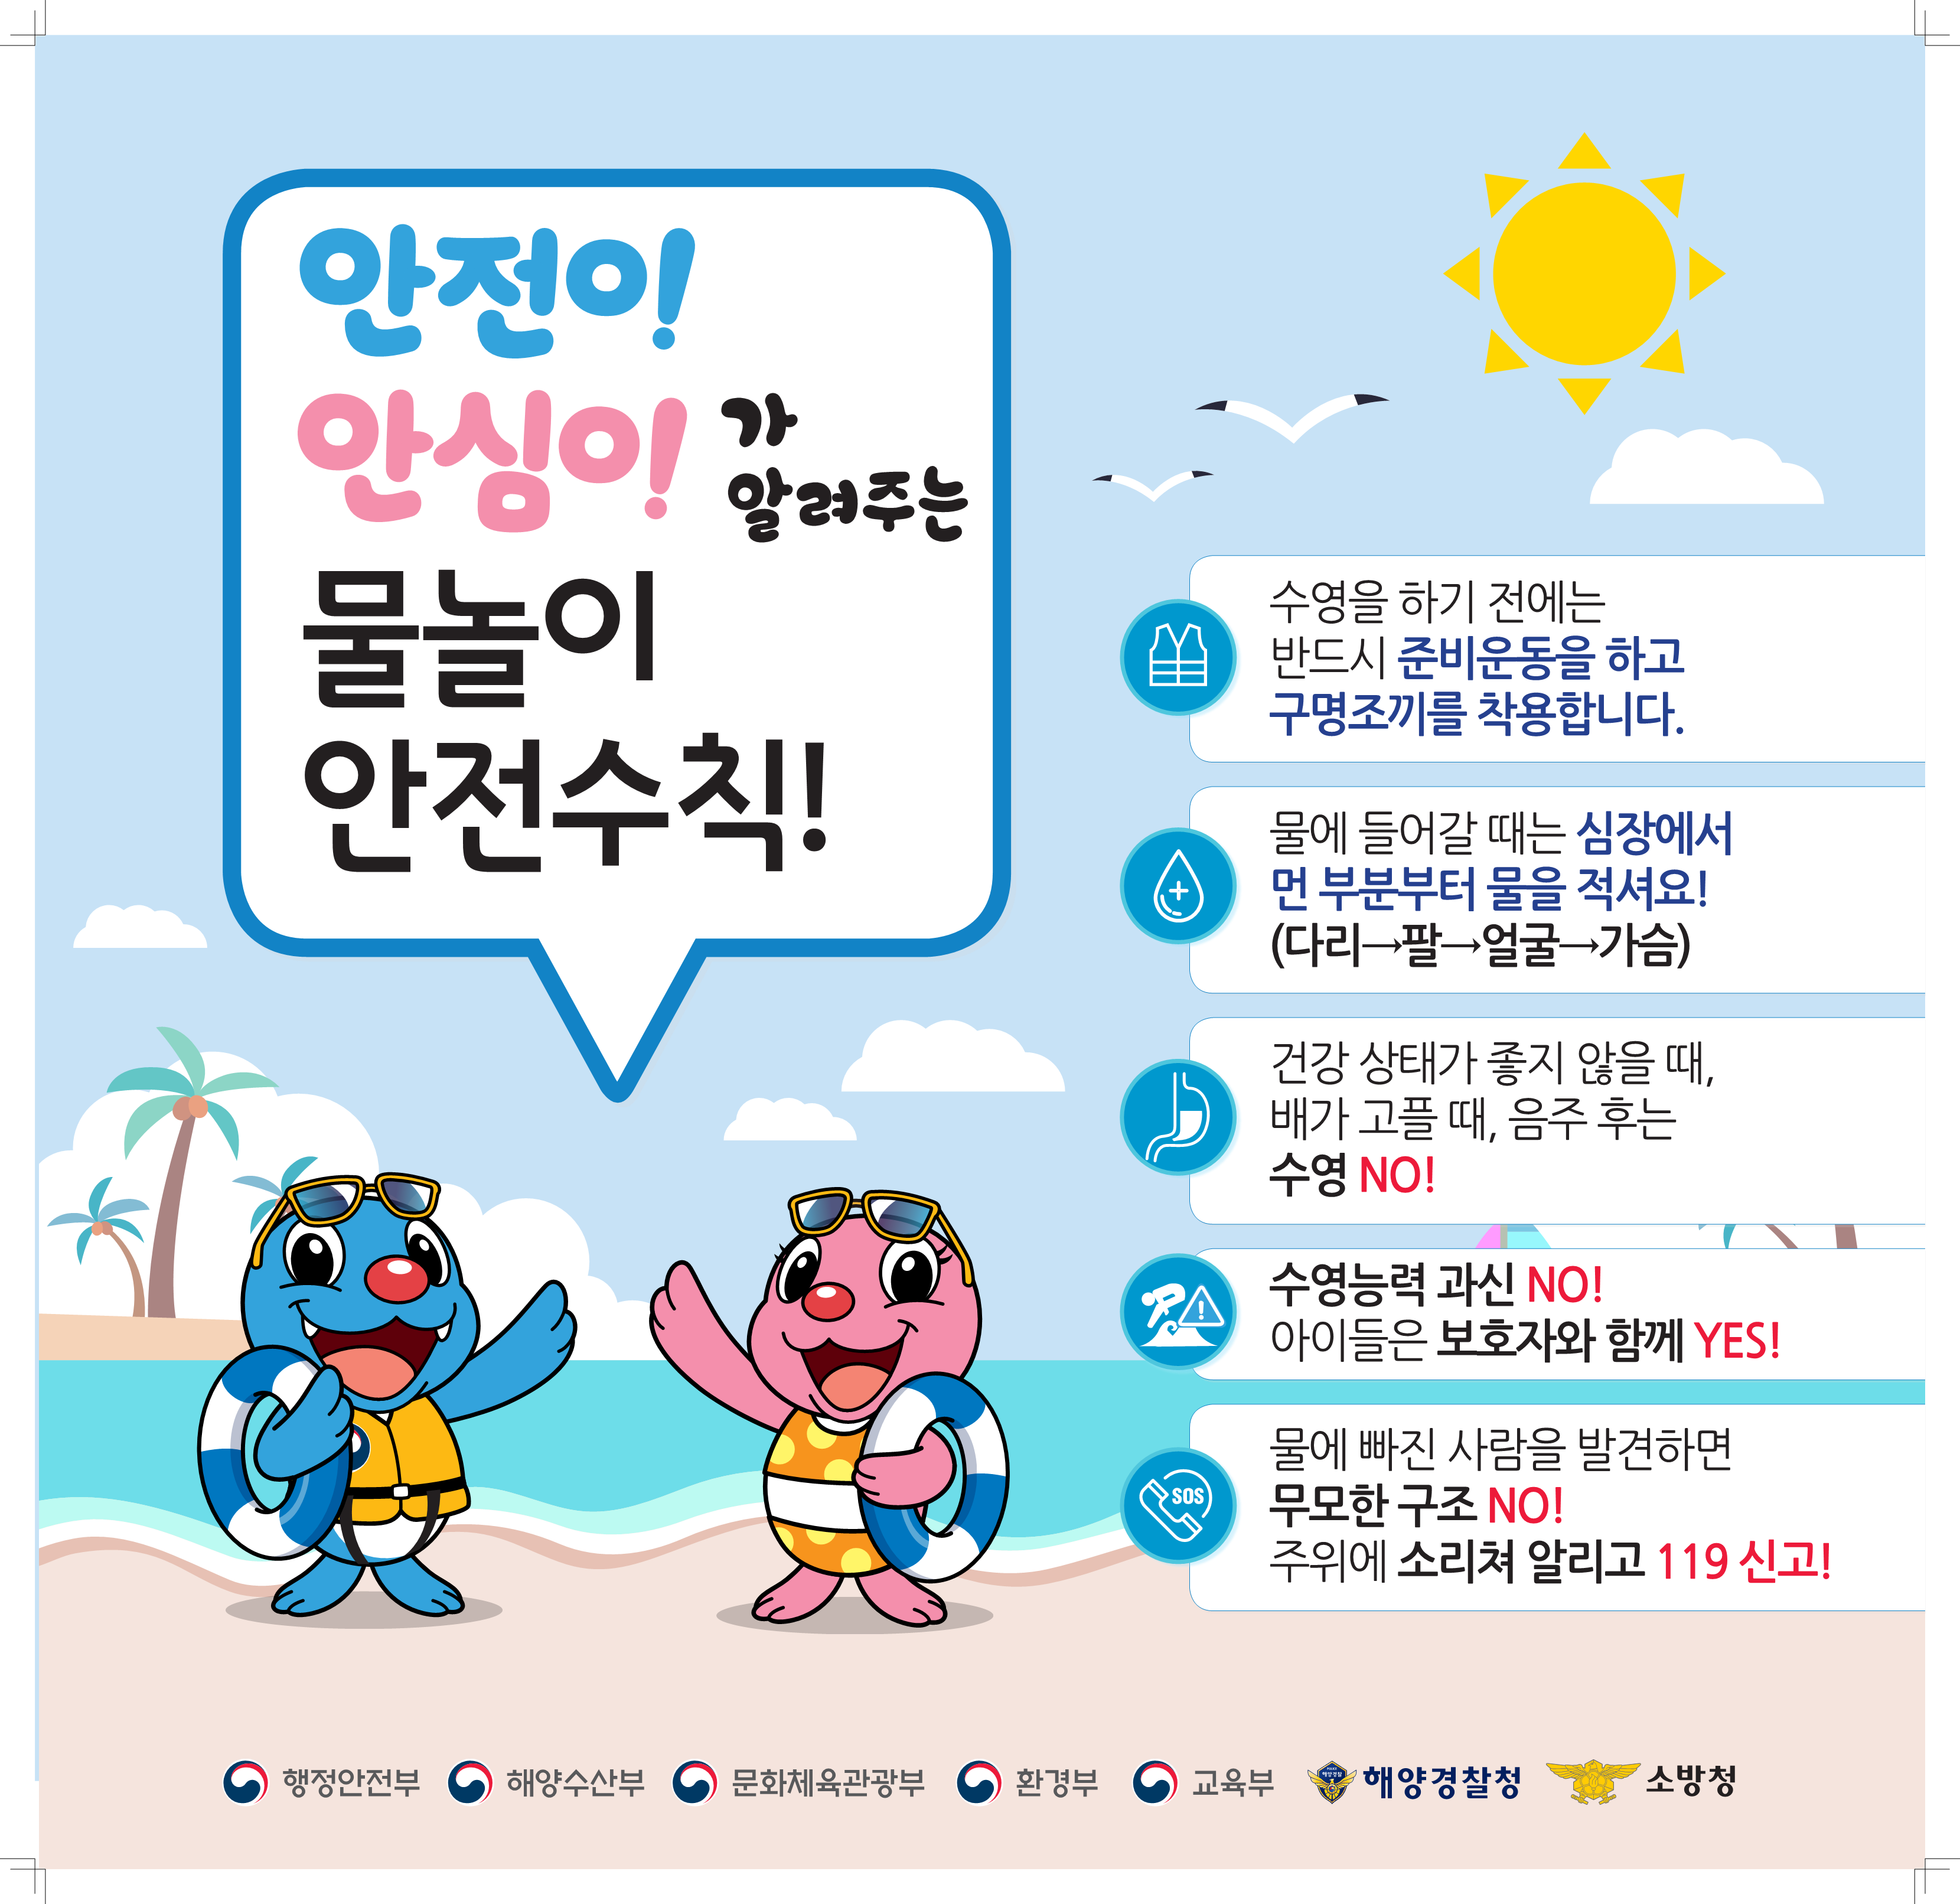 안전이!
안심이! 가
알려주는
물놀이
안전수칙!
수영을 하기 전에는
반드시 준비운동을 하고
구명조끼를 착용합니다.
물에 들어갈 때는 심장에서
먼 부분부터 물을 적셔요!
(다리→팔→얼굴→가슴)
건강 상태가 좋지 않을 때,
배가 고플 때, 음주 후는
수영 NO!
수영능력 과신 NO!
아이들은 보호자와 함께 YES!
SOS
물에 빠진 사람을 발견하면
무모한 구조 NO!
주위에 소리쳐 알리고 119 신고!
행정안전부 해양수산부 문화체육관광부 환경부 교육부 해양경찰청 소방청